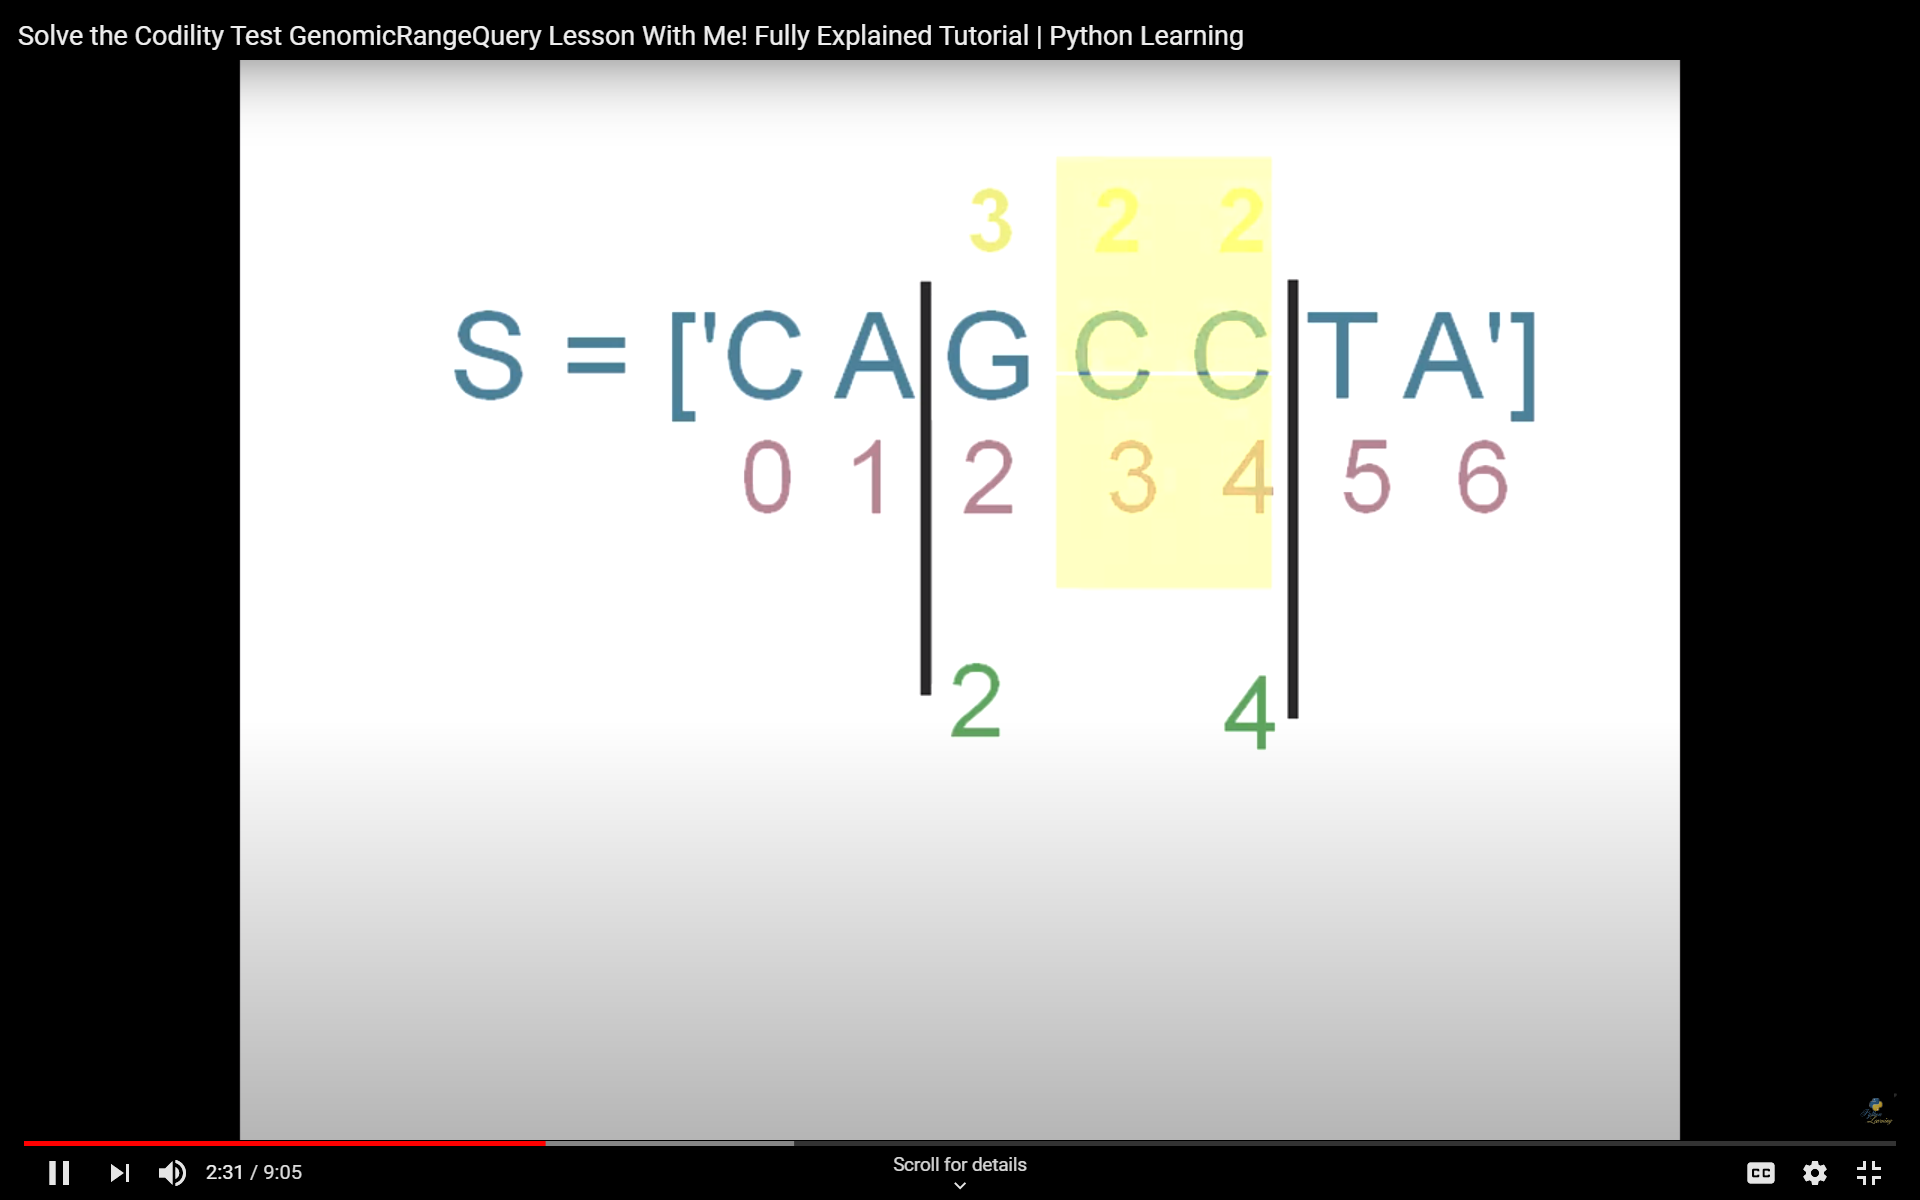 Solve the Codility Test GenomicRangeQuery Lesson With Me! Fully Explained Tutorial | Python Learning
3 2 2
S = ['C A G C C T A']
0 1 2 3 4 5 6
2 4
2:31 / 9:05
Scroll for details
CC